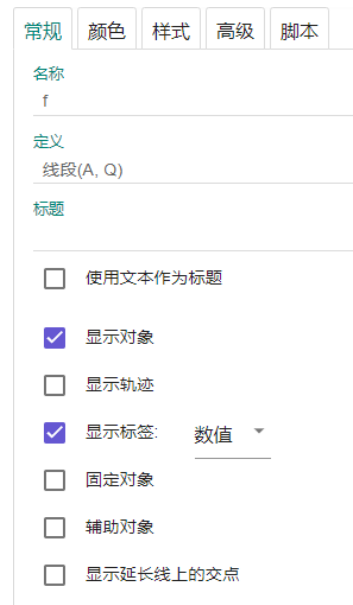 常规 颜色 样式 高级 脚本
名称
f
定义
线段(A, Q)
标题
使用文本作为标题
显示对象
显示轨迹
显示标签: 数值
固定对象
辅助对象
显示延长线上的交点